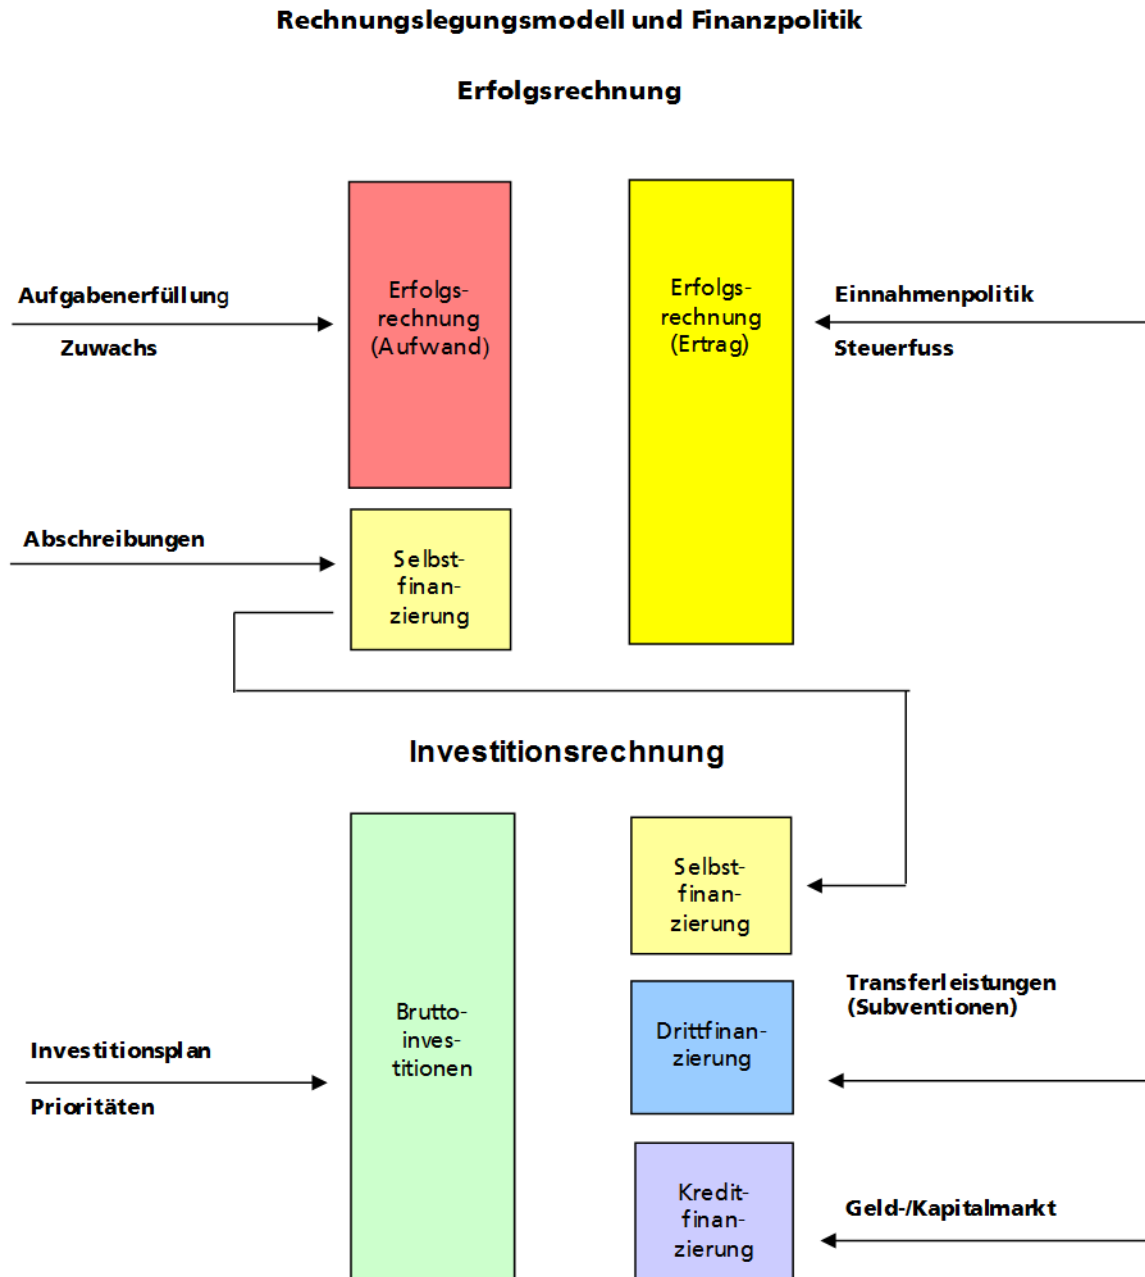 Rechnungslegungsmodell und Finanzpolitik
Erfolgsrechnung
Aufgabenerfüllung
Zuwachs
Erfolgs-
rechnung
(Aufwand)
Erfolgs-
rechnung
(Ertrag)
Einnahmenpolitik
Steuerfuss
Abschreibungen
Selbst-
finan-
zierung
Investitionsrechnung
Investitionsplan
Prioritäten
Brutto-
inves-
titionen
Selbst-
finan-
zierung
Drittfinan-
zierung
Transferleistungen
(Subventionen)
Kredit-
finan-
zierung
Geld-/Kapitalmarkt